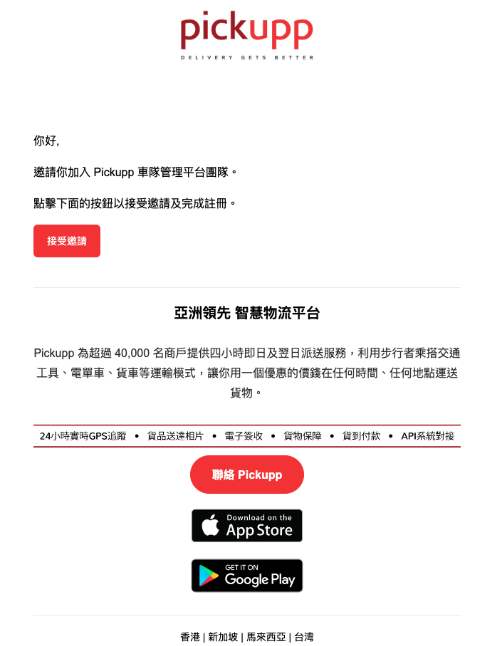 pickupp
DELIVERY GETS BETTER
你好,
邀請你加入 Pickupp 車隊管理平台團隊。
點擊下面的按鈕以接受邀請及完成註冊。
接受邀請
亞洲領先 智慧物流平台
Pickupp 為超過 40,000 名商戶提供四小時即日及翌日派送服務，利用步行者乘搭交通
工具、電單車、貨車等運輸模式，讓你用一個優惠的價錢在任何時間、任何地點運送
貨物。
24小時實時GPS追蹤 • 貨品送達相片 • 電子簽收 • 貨物保障 • 貨到付款 • API系統對接
聯絡 Pickupp
Download on the
App Store
GET IT ON
Google Play
香港 | 新加坡 | 馬來西亞 | 台湾